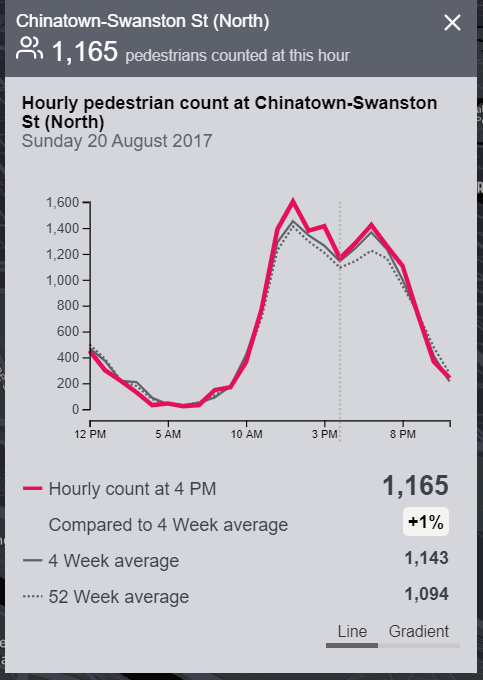 Chinatown-Swanston St (North)
1,165 pedestrians counted at this hour
Hourly pedestrian count at Chinatown-Swanston
St (North)
Sunday 20 August 2017
1,600
1,400
1,200
1,000
800
600
400
200
0
12 PM 5 AM 10 AM 3 PM 8 PM
Hourly count at 4 PM 1,165
Compared to 4 Week average +1%
4 Week average 1,143
52 Week average 1,094
Line Gradient